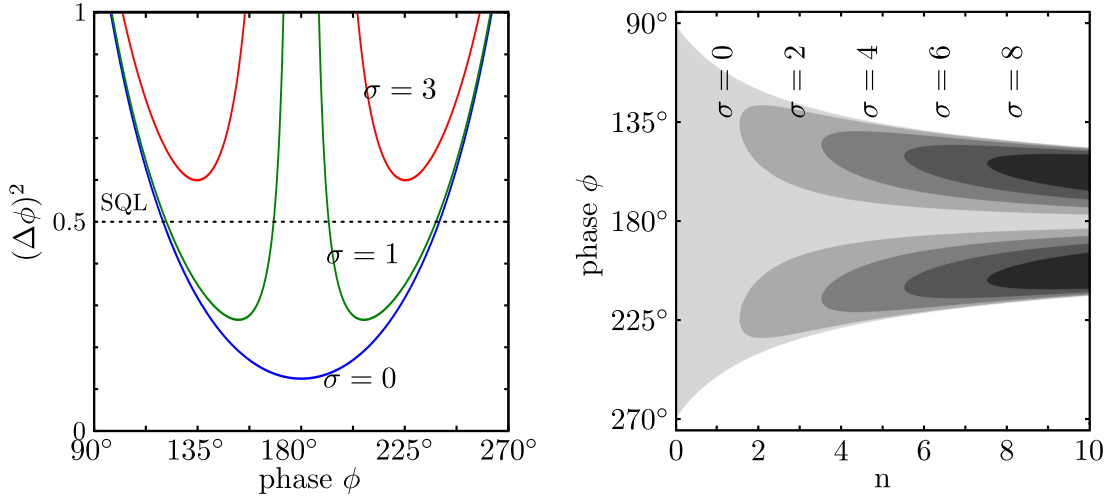 1
σ = 3
SQL
0.5
(Δϕ)²
σ = 1
σ = 0
0
90° 135° 180° 225° 270°
phase ϕ
90°
135°
180°
225°
270°
phase ϕ
σ = 0
σ = 2
σ = 4
σ = 6
σ = 8
0 2 4 6 8 10
n